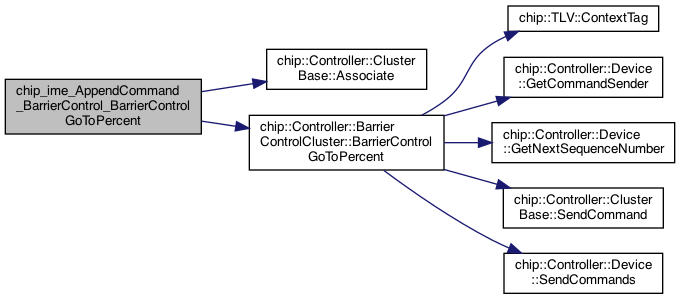 chip_ime_AppendCommand
_BarrierControl_BarrierControl
GoToPercent
chip::Controller::Cluster
Base::Associate
chip::Controller::Barrier
ControlCluster::BarrierControl
GoToPercent
chip::TLV::ContextTag
chip::Controller::Device
::GetCommandSender
chip::Controller::Device
::GetNextSequenceNumber
chip::Controller::Cluster
Base::SendCommand
chip::Controller::Device
::SendCommands